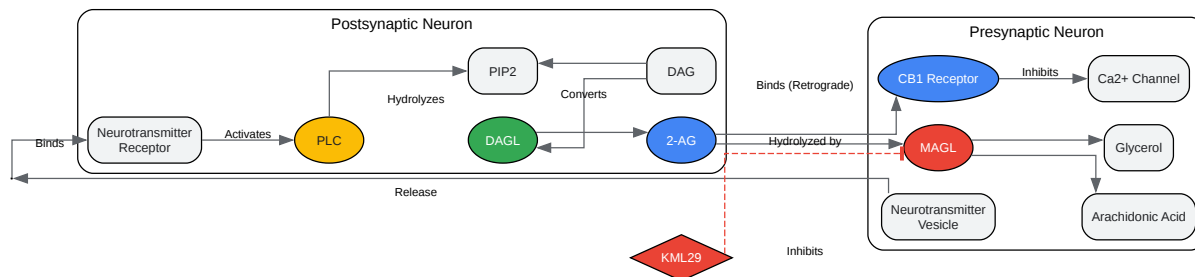 Postsynaptic Neuron
Presynaptic Neuron
PIP2
DAG
CB1 Receptor
Inhibits
Ca2+ Channel
Binds (Retrograde)
Hydrolyzes
Converts
Binds
Neurotransmitter
Receptor
Activates
PLC
DAGL
2-AG
Hydrolyzed by
MAGL
Glycerol
Release
Neurotransmitter
Vesicle
Arachidonic Acid
KML29
Inhibits